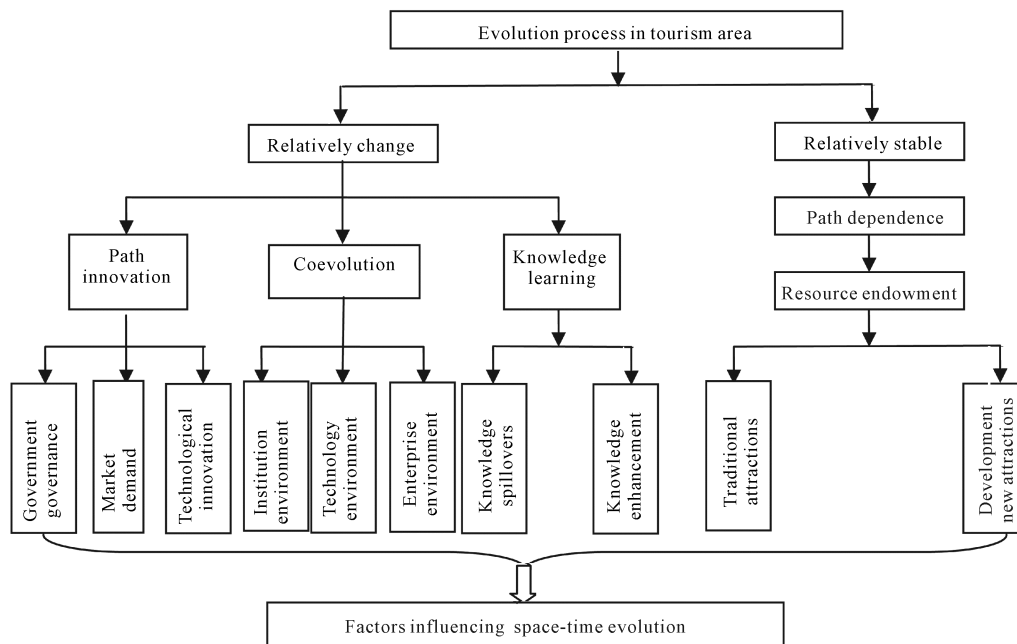 Evolution process in tourism area
Relatively change
Relatively stable
Path dependence
Path
innovation
Coevolution
Knowledge
learning
Resource endowment
Government
governance
Market
demand
Technological
innovation
Institution
environment
Technology
environment
Enterprise
environment
Knowledge
spillovers
Knowledge
enhancement
Traditional
attractions
Development
new attractions
Factors influencing space-time evolution